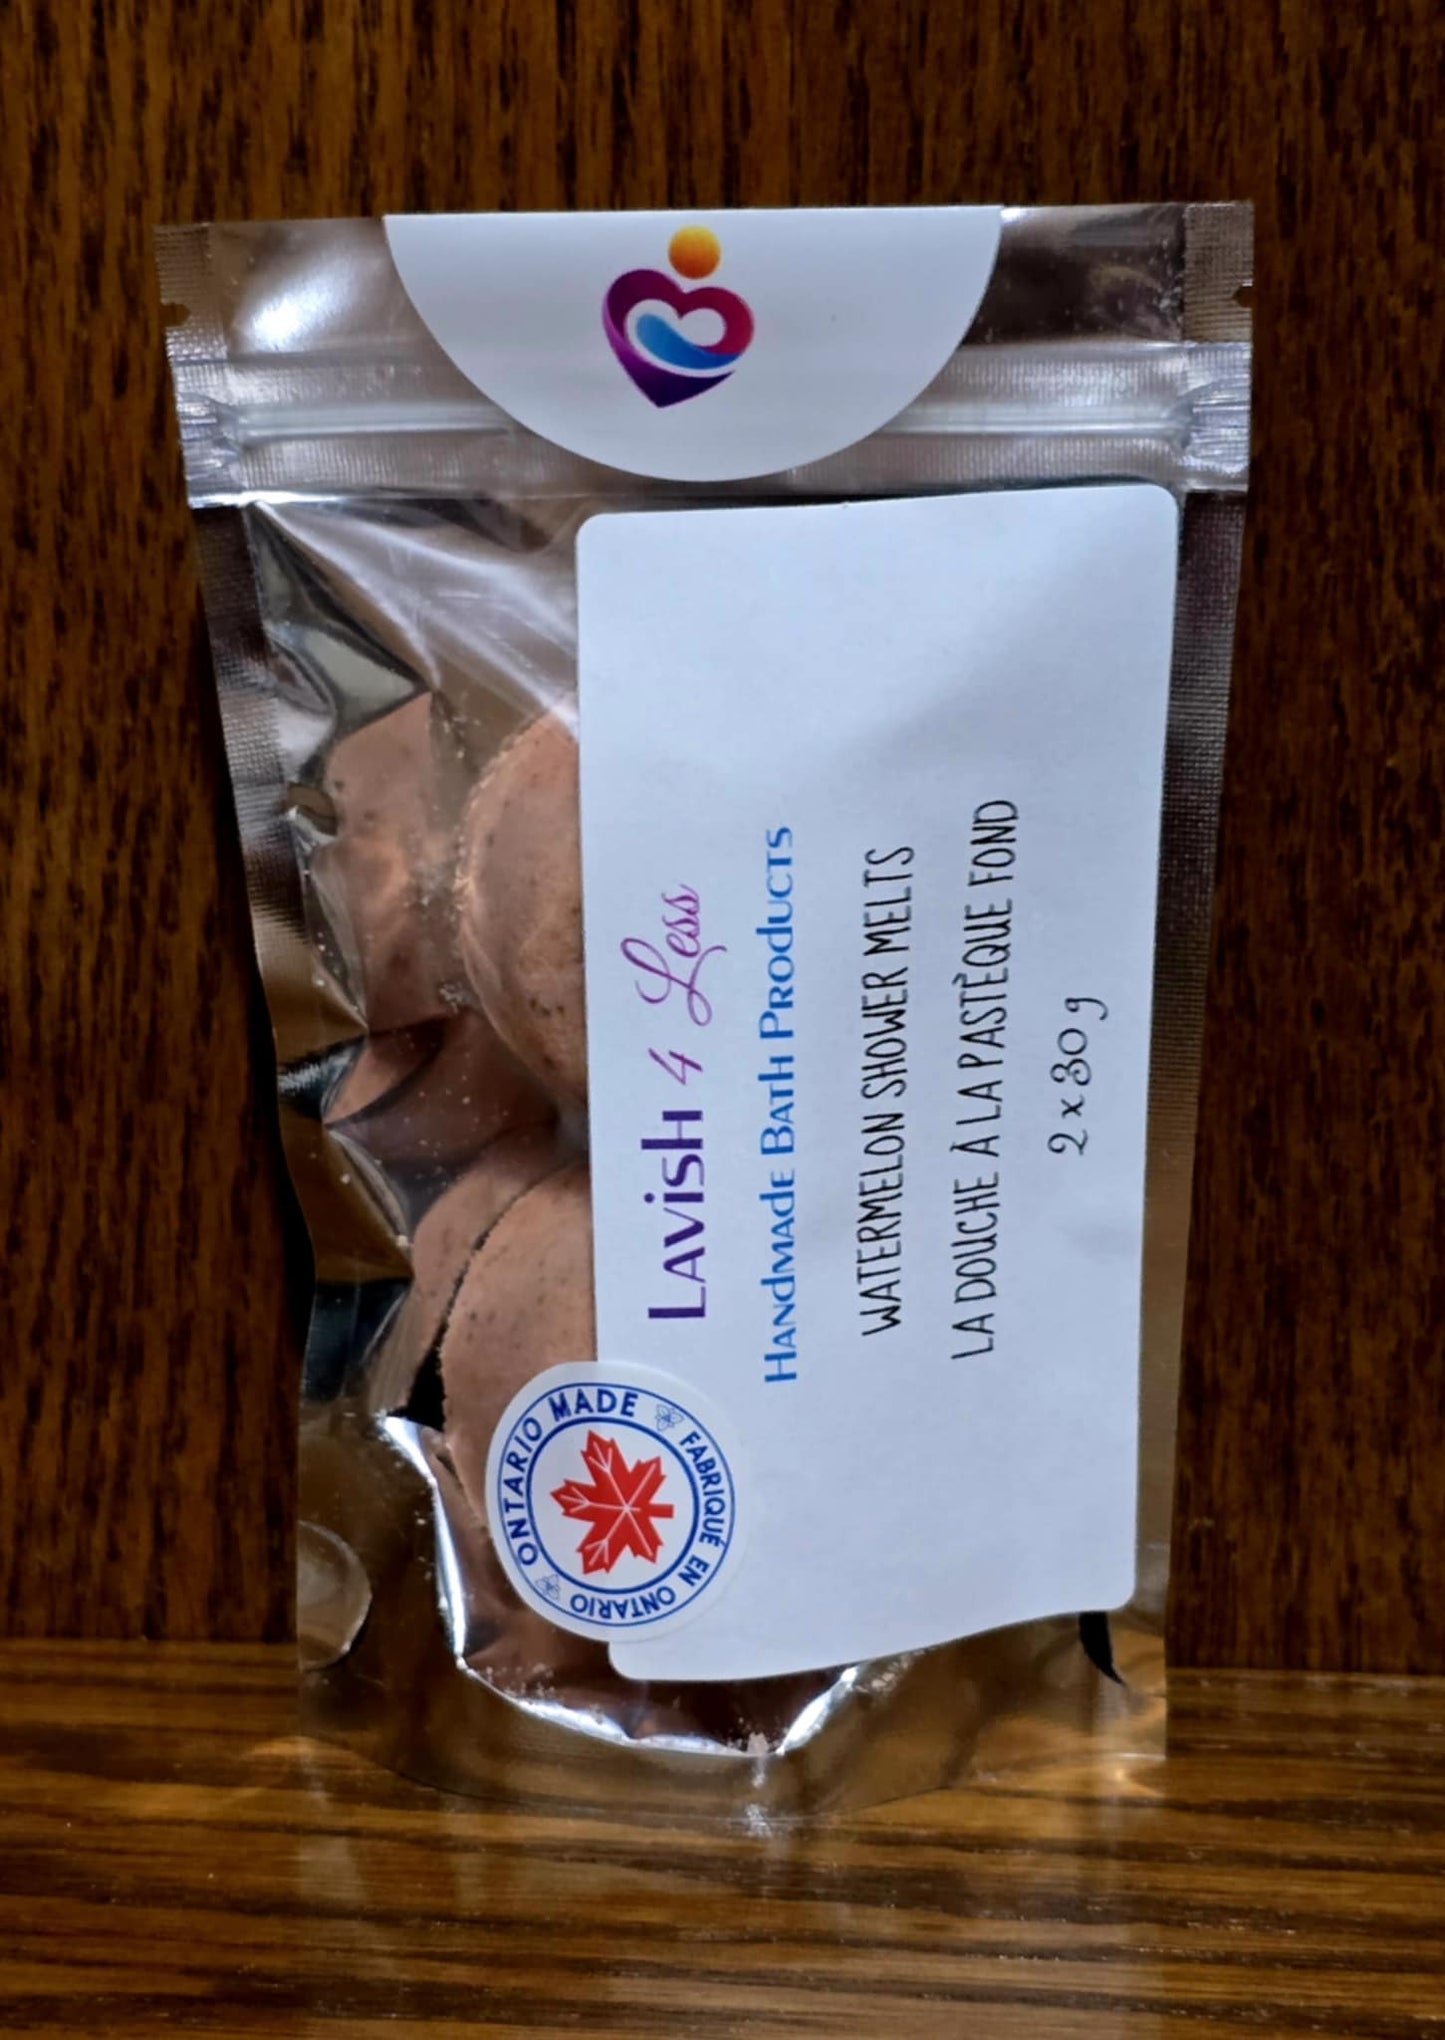 Lavish 4 Less
Handmade Bath Products
WATERMELON SHOWER MELTS
LA DOUCHE À LA PASTÈQUE FOND
2 x 30 g
ONTARIO MADE
FABRIQUÉ EN ONTARIO